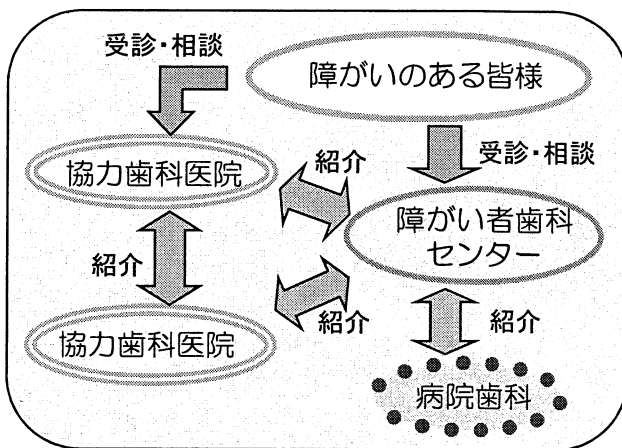 受診・相談
障がいのある皆様
受診・相談
協力歯科医院
紹介
障がい者歯科
センター
紹介
紹介
協力歯科医院
紹介
病院歯科